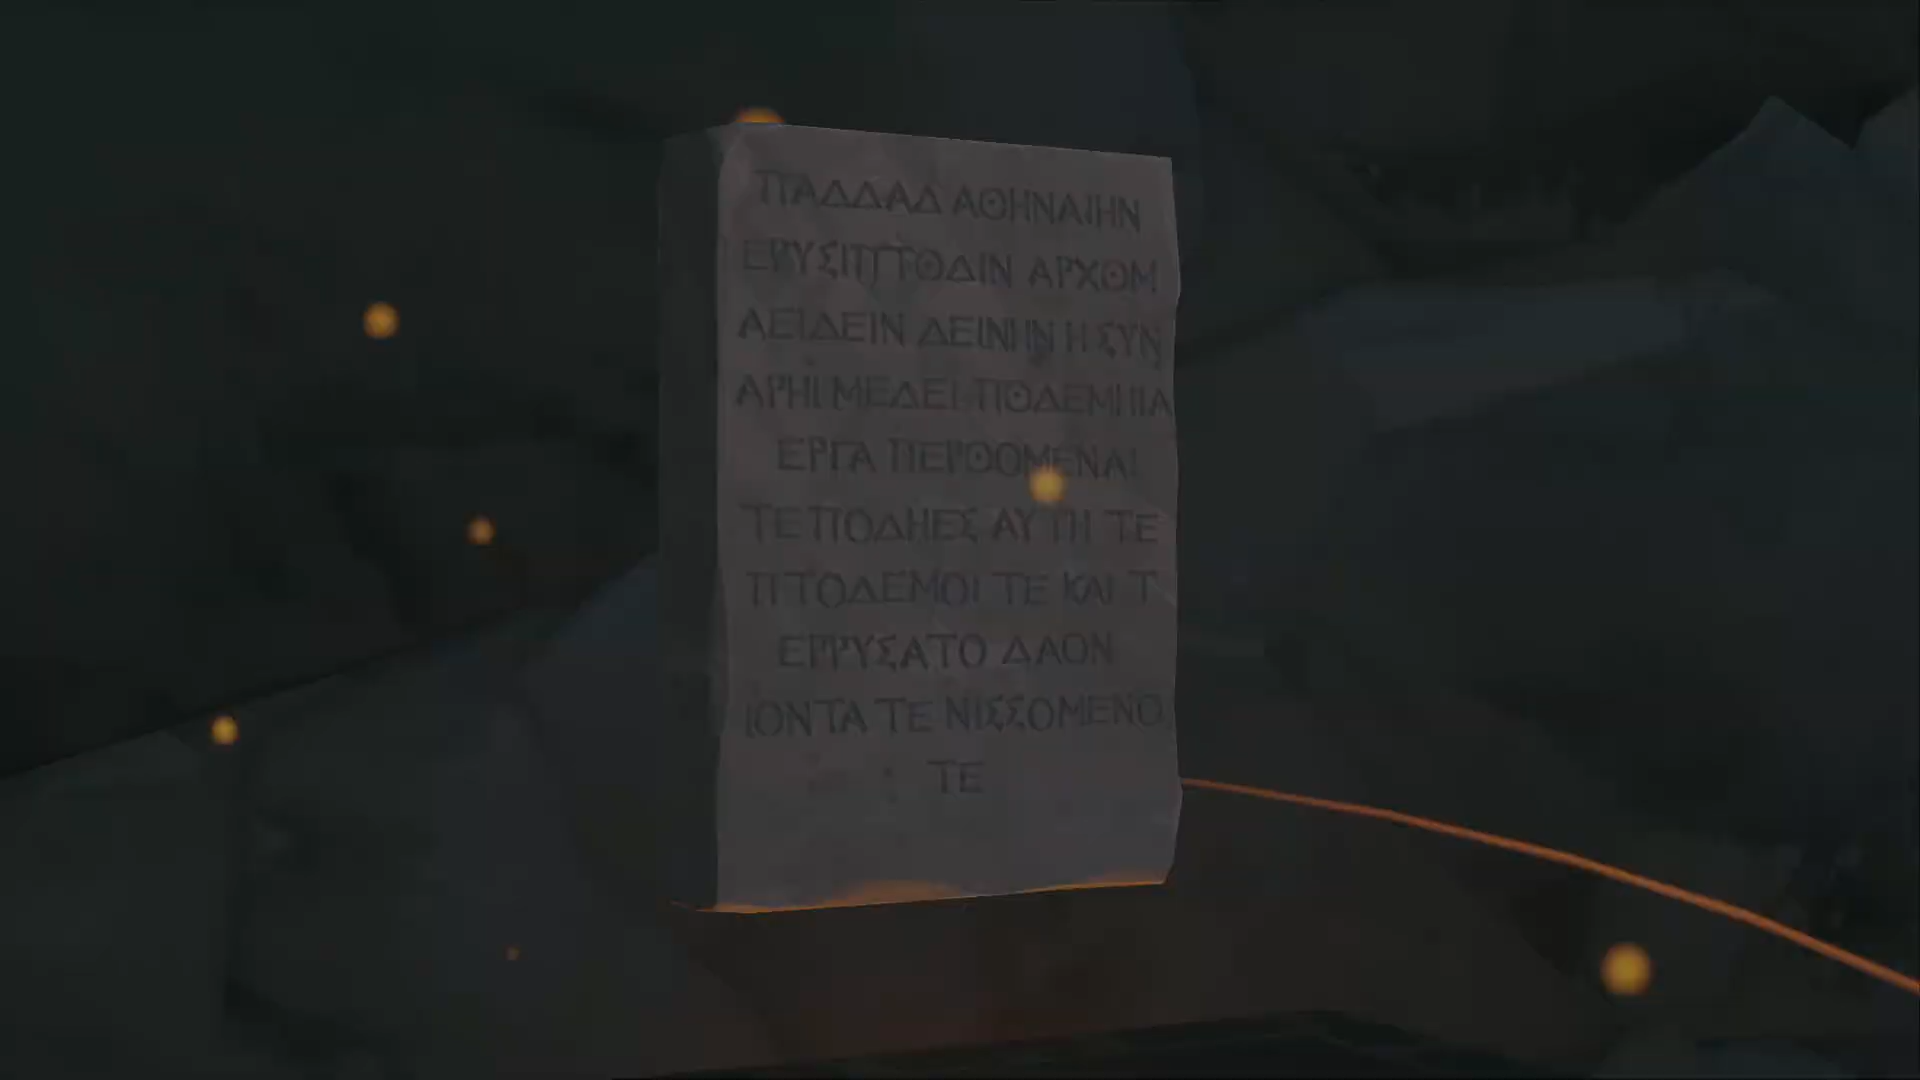 ΠΑΔΔΑΔ ΑΘΗΝΑΙΗΝ
ΕΡΥΣΙΠΤΟΔΙΝ ΑΡΧΟΜ
ΑΕΙΔΕΙΝ ΔΕΙΝΗΝ Η ΣΥΝ
ΑΡΗΙ ΜΕΔΕΙ ΠΟΔΕΜΗΙΑ
ΕΡΓΑ ΠΕΡΘΟΜΕΝΑΙ
ΤΕ ΠΟΔΗΕΣ ΑΥΤΗ ΤΕ
ΠΤΟΔΕΜΟΙ ΤΕ ΚΑΙ Τ
ΕΡΡΥΣΑΤΟ ΔΑΟΝ
ΙΟΝΤΑ ΤΕ ΝΙΣΣΟΜΕΝΟ
ΤΕ